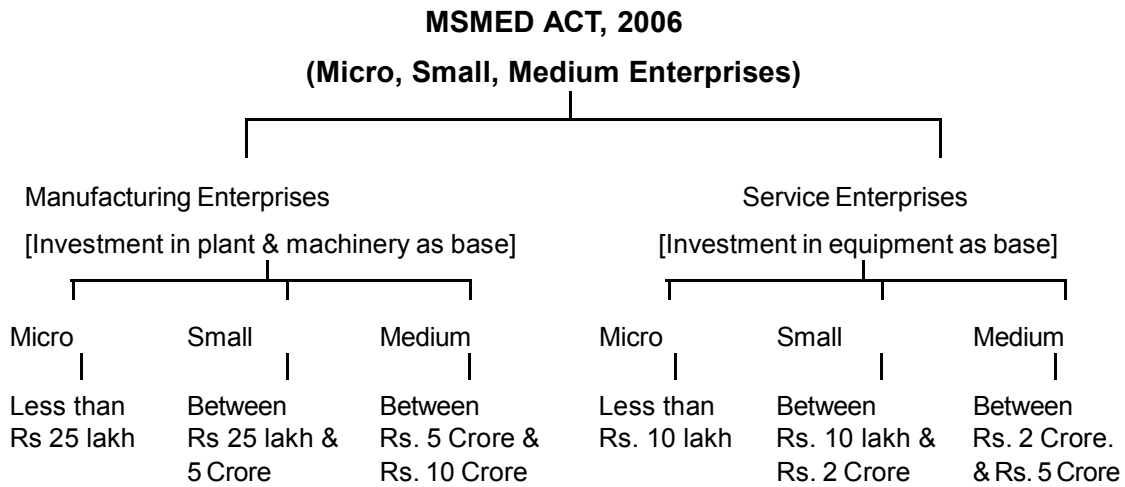 MSMED ACT, 2006
(Micro, Small, Medium Enterprises)
Manufacturing Enterprises
[Investment in plant & machinery as base]
Service Enterprises
[Investment in equipment as base]
Micro
Small
Medium
Micro
Small
Medium
Less than
Rs 25 lakh
Between
Rs 25 lakh &
5 Crore
Between
Rs. 5 Crore &
Rs. 10 Crore
Less than
Rs. 10 lakh
Between
Rs. 10 lakh &
Rs. 2 Crore
Between
Rs. 2 Crore.
& Rs. 5 Crore